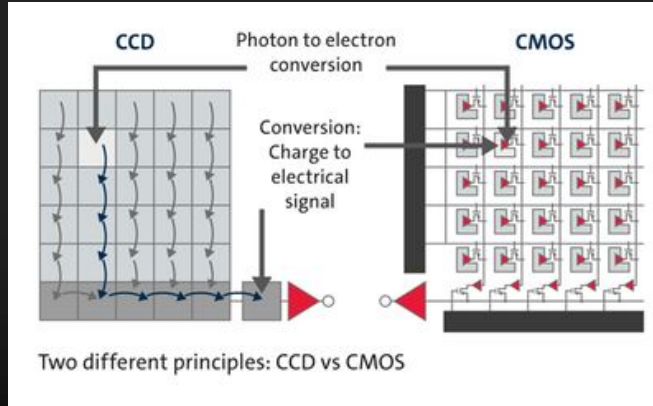 CCD
Photon to electron
conversion
CMOS
Conversion:
Charge to
electrical
signal
Two different principles: CCD vs CMOS